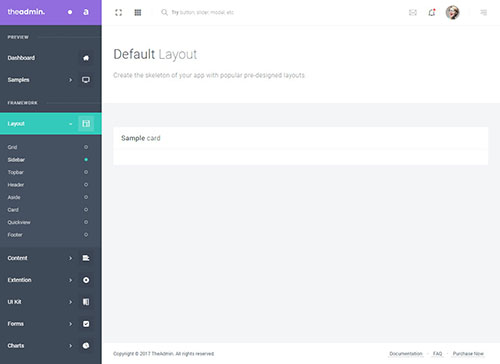 theadmin.
a
Try button, slider, modal, etc.
PREVIEW
Dashboard
Samples
FRAMEWORK
Layout
Grid
Sidebar
Topbar
Header
Aside
Card
Quickview
Footer
Content
Extention
UI Kit
Forms
Charts
Default Layout
Create the skeleton of your app with popular pre-designed layouts.
Sample card
Copyright © 2017 TheAdmin. All rights reserved.
Documentation
FAQ
Purchase Now